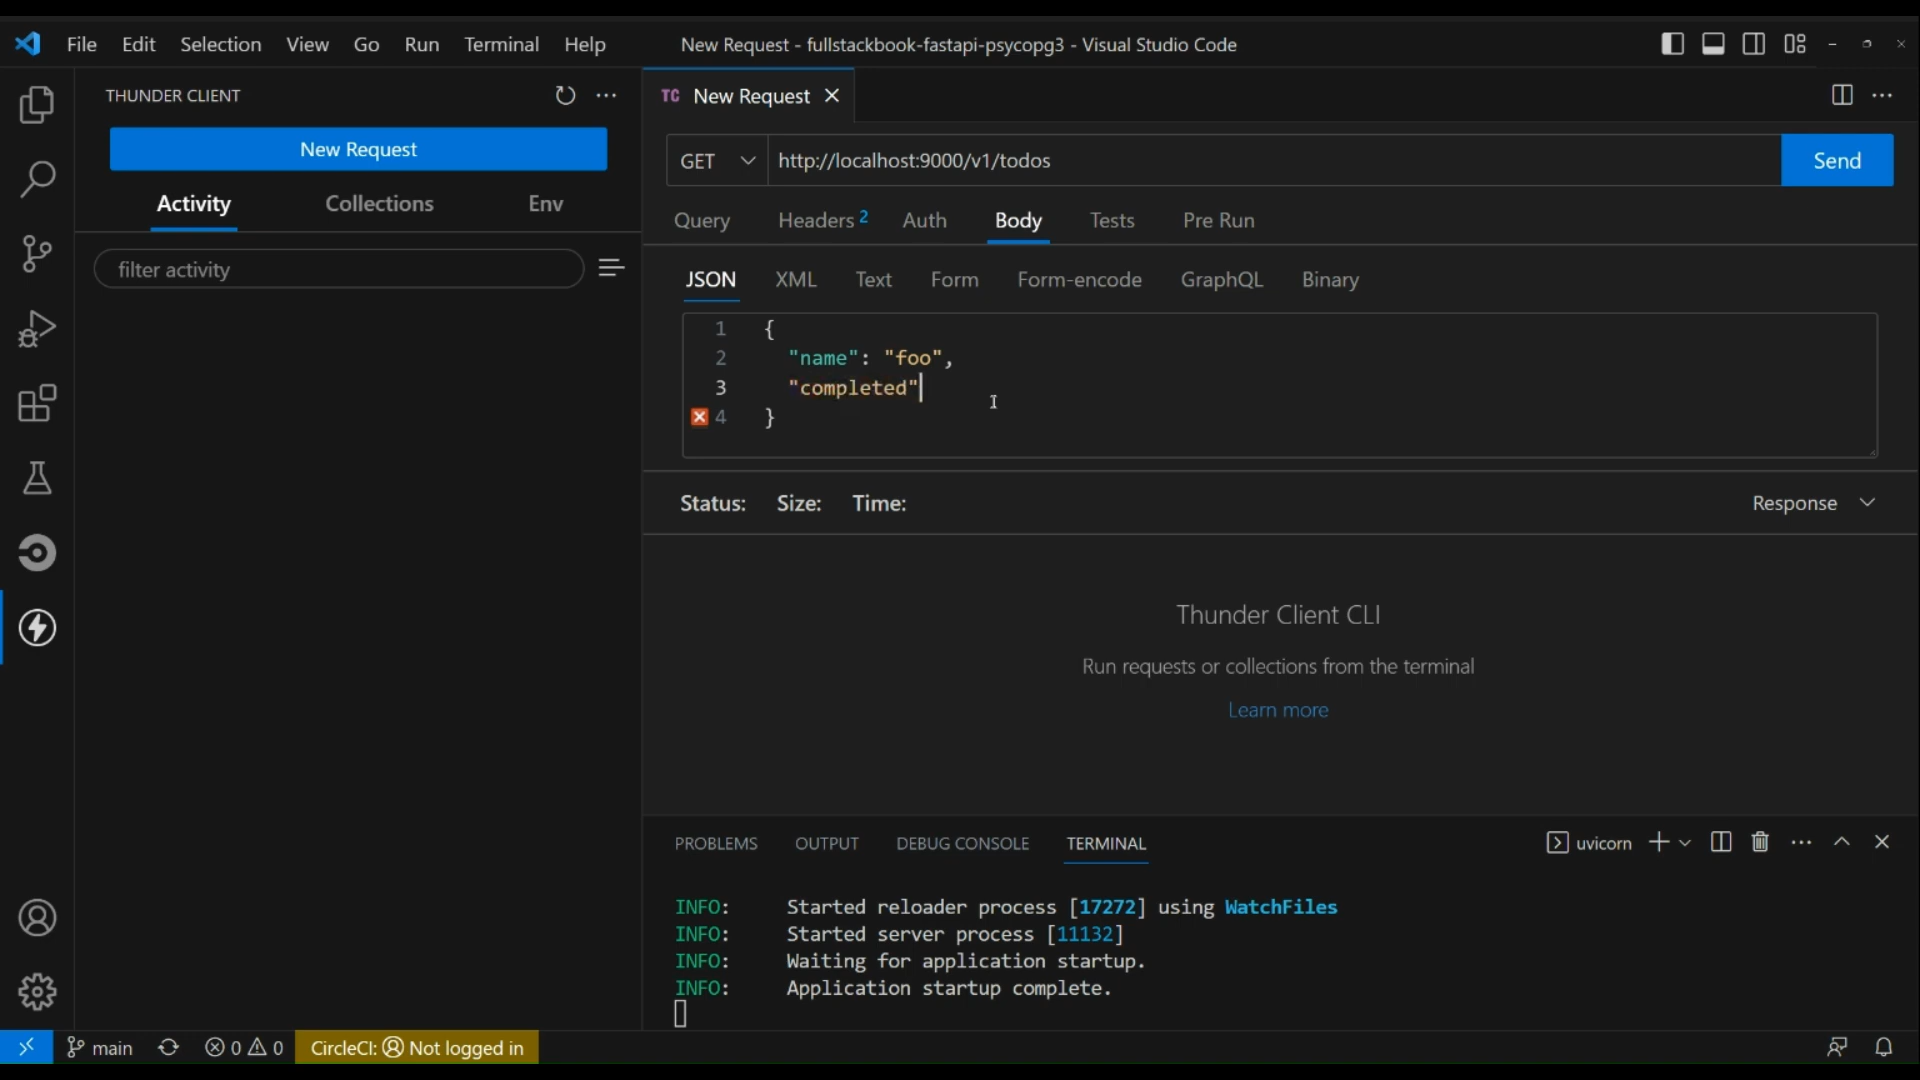 File Edit Selection View Go Run Terminal Help New Request - fullstackbook-fastapi-psycopg3 - Visual Studio Code
THUNDER CLIENT
New Request
Activity Collections Env
filter activity
TC New Request
GET http://localhost:9000/v1/todos Send
Query Headers 2 Auth Body Tests Pre Run
JSON XML Text Form Form-encode GraphQL Binary
1 {
2 "name": "foo",
3 "completed"
4 }
Status: Size: Time: Response
Thunder Client CLI
Run requests or collections from the terminal
Learn more
PROBLEMS OUTPUT DEBUG CONSOLE TERMINAL uvicorn
INFO: Started reloader process [17272] using WatchFiles
INFO: Started server process [11132]
INFO: Waiting for application startup.
INFO: Application startup complete.
main 0 0 CircleCI: Not logged in